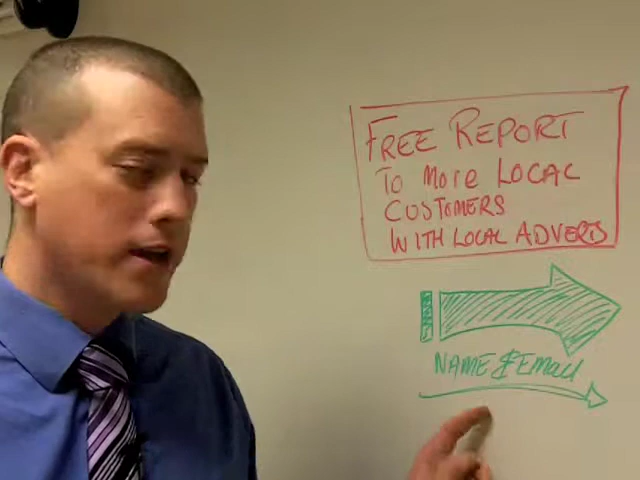 FREE REPORT
TO MORE LOCAL
CUSTOMERS
WITH LOCAL ADVERTS
NAME & EMAIL